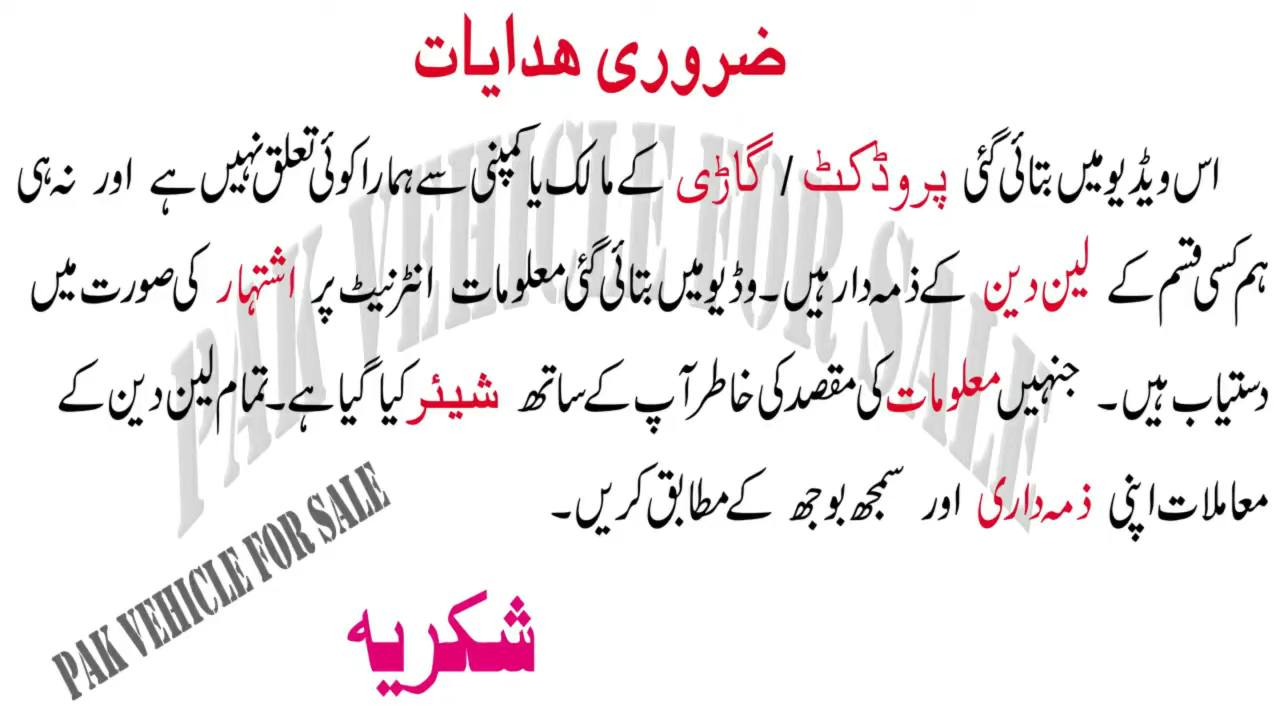 ضروری ھدایات
اس ویڈیو میں بتائی گئی پروڈکٹ / گاڑی کے مالک یا کمپنی سے ہمارا کوئی تعلق نہیں ہے اور نہ ہی
ہم کسی قسم کے لین دین کے ذمہ دار ہیں۔ وڈیو میں بتائی گئی معلومات انٹرنیٹ پر اشتہار کی صورت میں
دستیاب ہیں۔ جنہیں معلومات کی مقصد کی خاطر آپ کے ساتھ شیئر کیا گیا ہے۔ تمام لین دین کے
معاملات اپنی ذمہ داری اور سمجھ بوجھ کے مطابق کریں۔
شکریہ
PAK VEHICLE FOR SALE
PAK VEHICLE FOR SALE